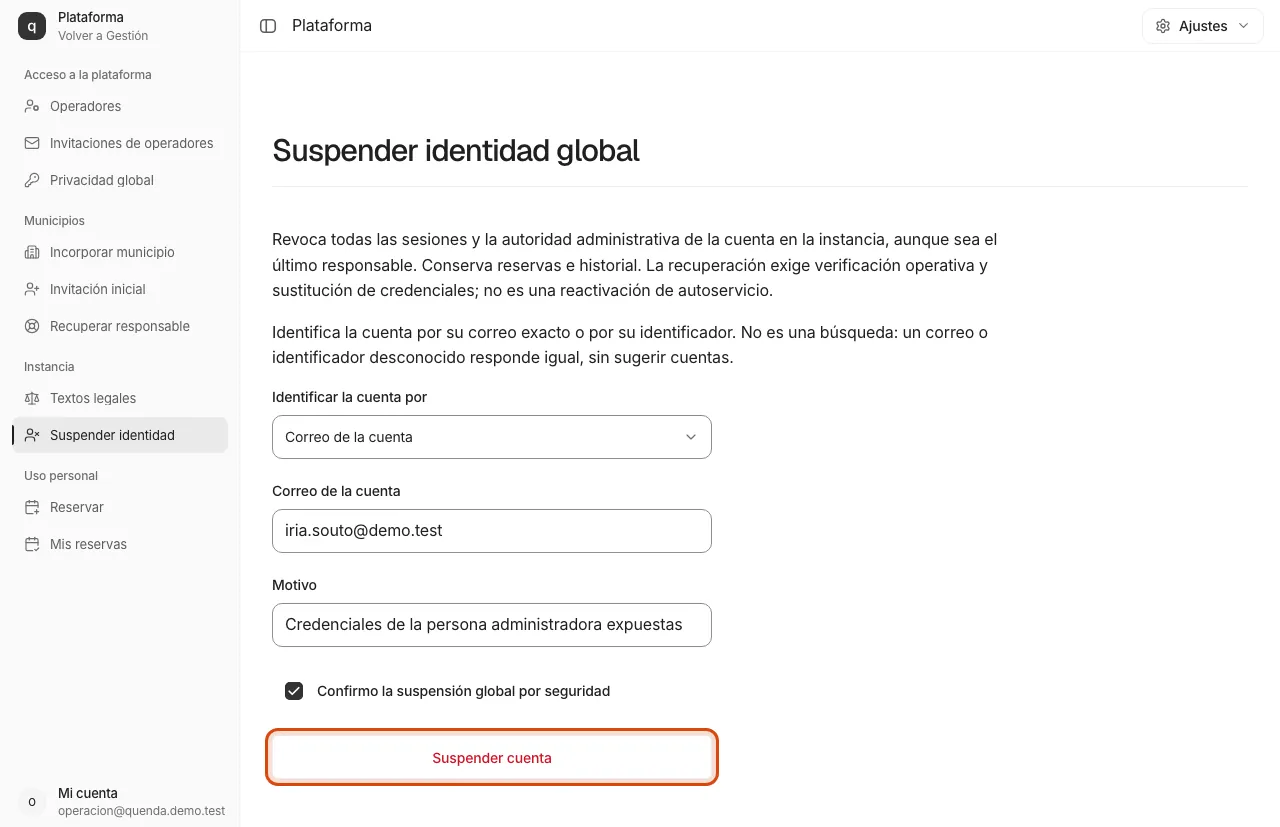 q
Plataforma
Volver a Gestión
Acceso a la plataforma
Operadores
Invitaciones de operadores
Privacidad global
Municipios
Incorporar municipio
Invitación inicial
Recuperar responsable
Instancia
Textos legales
Suspender identidad
Uso personal
Reservar
Mis reservas
o
Mi cuenta
operacion@quenda.demo.test
Plataforma
Ajustes
Suspender identidad global
Revoca todas las sesiones y la autoridad administrativa de la cuenta en la instancia, aunque sea el
último responsable. Conserva reservas e historial. La recuperación exige verificación operativa y
sustitución de credenciales; no es una reactivación de autoservicio.
Identifica la cuenta por su correo exacto o por su identificador. No es una búsqueda: un correo o
identificador desconocido responde igual, sin sugerir cuentas.
Identificar la cuenta por
Correo de la cuenta
Correo de la cuenta
iria.souto@demo.test
Motivo
Credenciales de la persona administradora expuestas
Confirmo la suspensión global por seguridad
Suspender cuenta